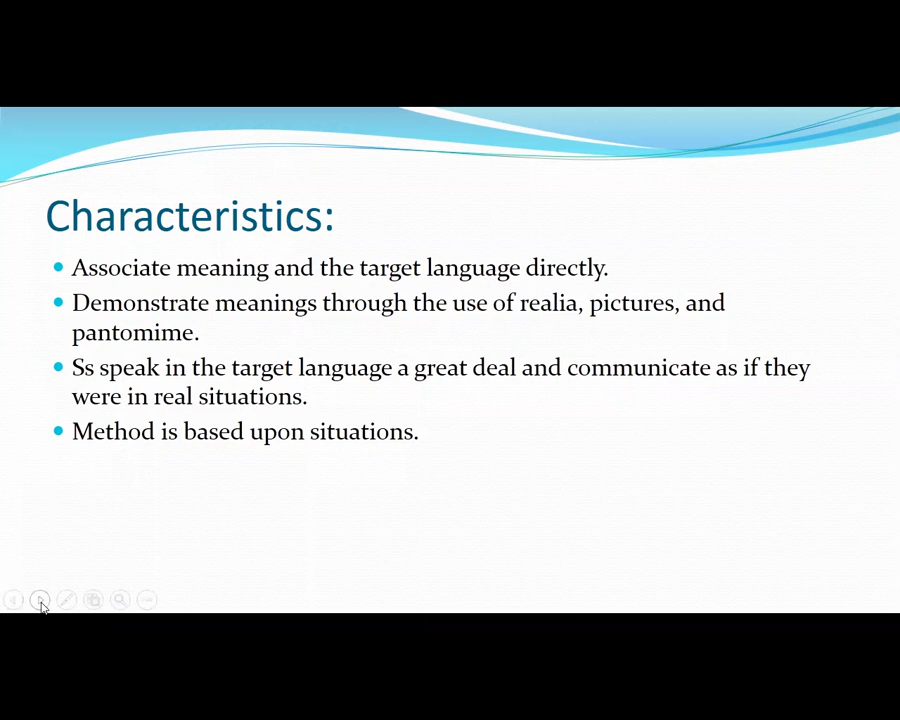 Characteristics:
Associate meaning and the target language directly.
Demonstrate meanings through the use of realia, pictures, and
pantomime.
Ss speak in the target language a great deal and communicate as if they
were in real situations.
Method is based upon situations.